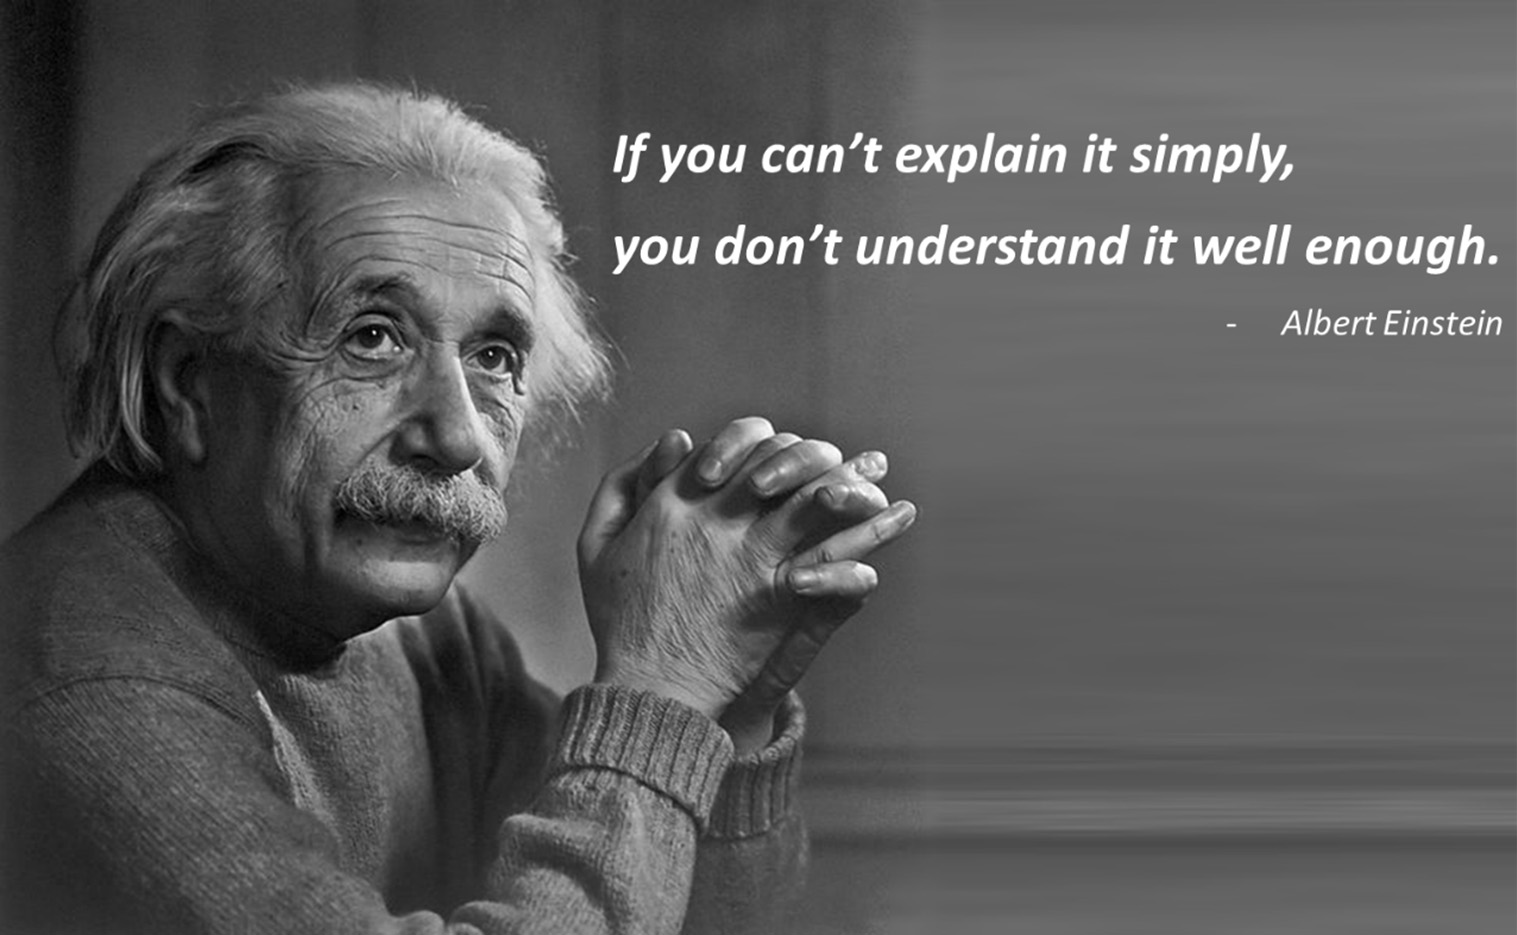 If you can’t explain it simply,
you don’t understand it well enough.
- Albert Einstein